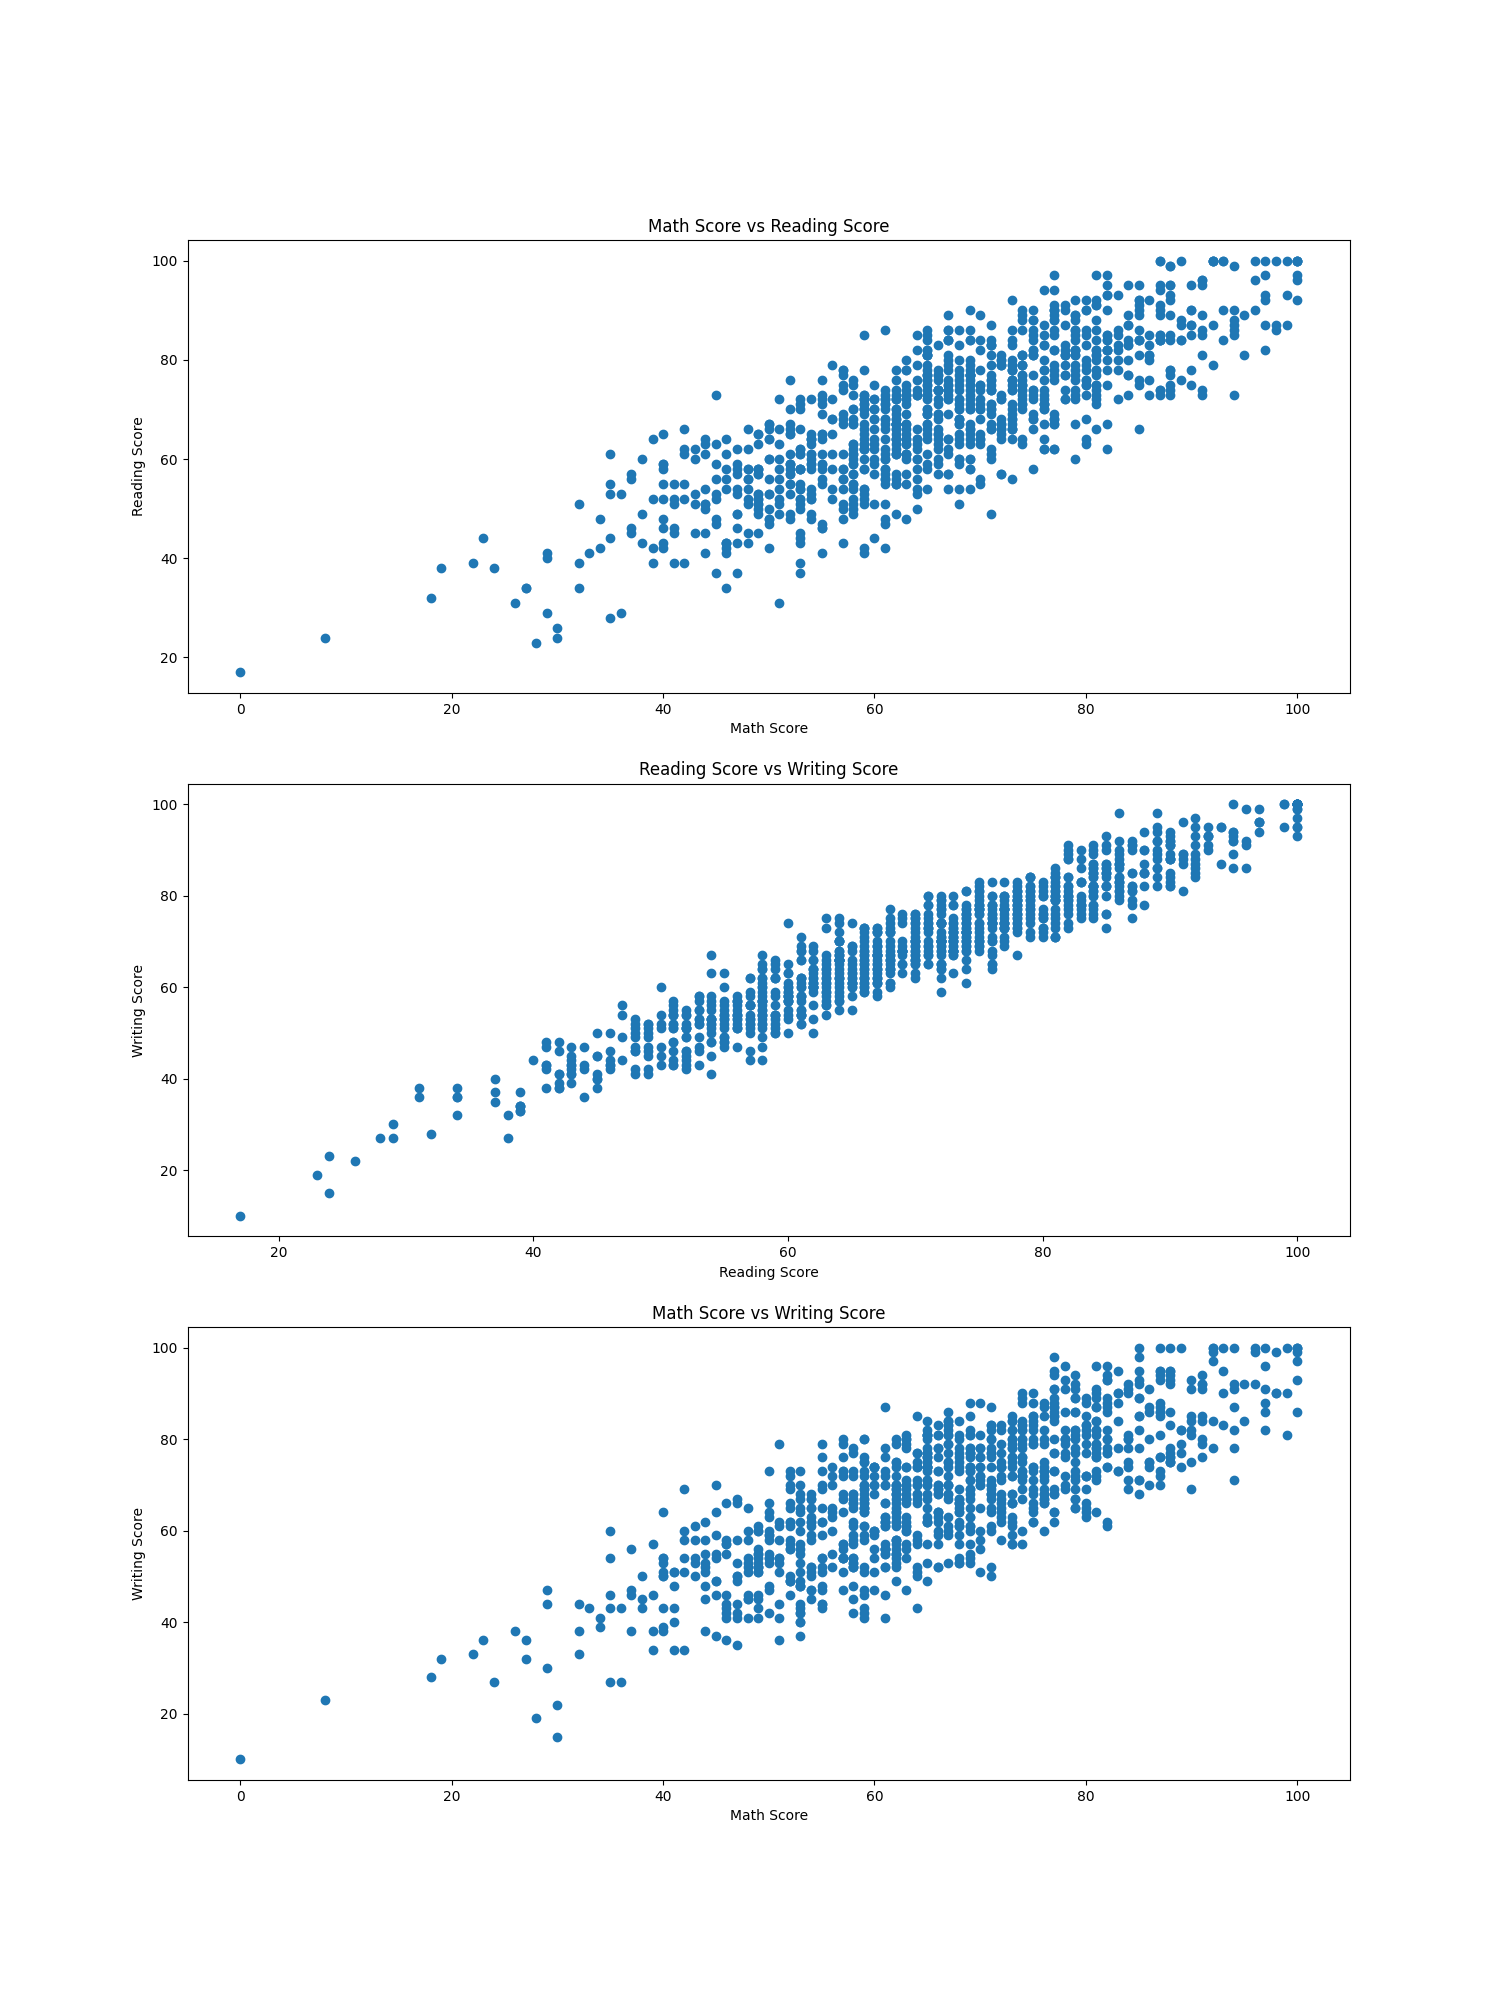 Math Score vs Reading Score
100
80
60
40
20
Reading Score
0 20 40 60 80 100
Math Score
Reading Score vs Writing Score
100
80
60
40
20
Writing Score
20 40 60 80 100
Reading Score
Math Score vs Writing Score
100
80
60
40
20
Writing Score
0 20 40 60 80 100
Math Score